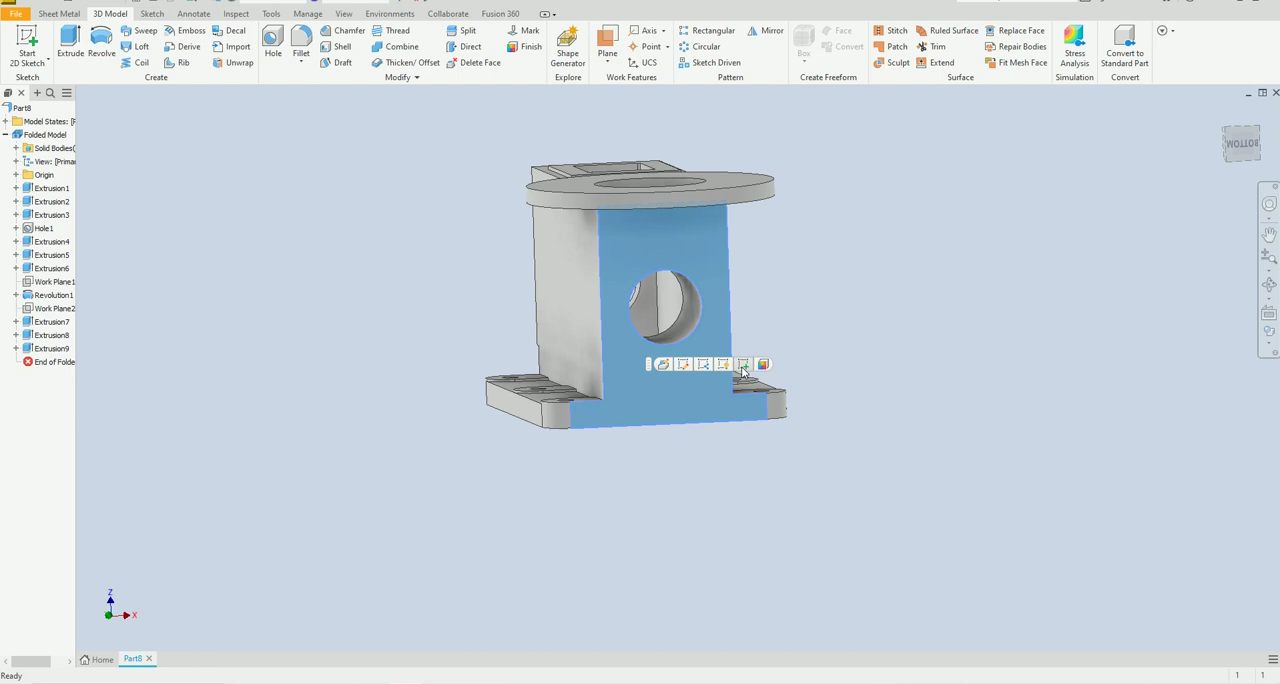 File Sheet Metal 3D Model Sketch Annotate Inspect Tools Manage View Environments Collaborate Fusion 360
Start
2D Sketch
Extrude
Revolve
Sweep
Emboss
Decal
Loft
Derive
Import
Coil
Rib
Unwrap
Hole
Fillet
Chamfer
Thread
Split
Mark
Shell
Combine
Direct
Finish
Draft
Thicken/ Offset
Delete Face
Shape
Generator
Plane
Axis
Point
UCS
Rectangular
Mirror
Circular
Sketch Driven
Box
Face
Convert
Stitch
Ruled Surface
Replace Face
Patch
Trim
Repair Bodies
Sculpt
Extend
Fit Mesh Face
Stress
Analysis
Convert to
Standard Part
Sketch Create Modify Explore Work Features Pattern Create Freeform Surface Simulation Convert
Part8
Model States: [
Folded Model
Solid Bodies(
View: [Prima
Origin
Extrusion1
Extrusion2
Extrusion3
Hole1
Extrusion4
Extrusion5
Extrusion6
Work Plane1
Revolution1
Work Plane2
Extrusion7
Extrusion8
Extrusion9
End of Folde
BOTTOM
Z
X
Home Part8
Ready 1 1